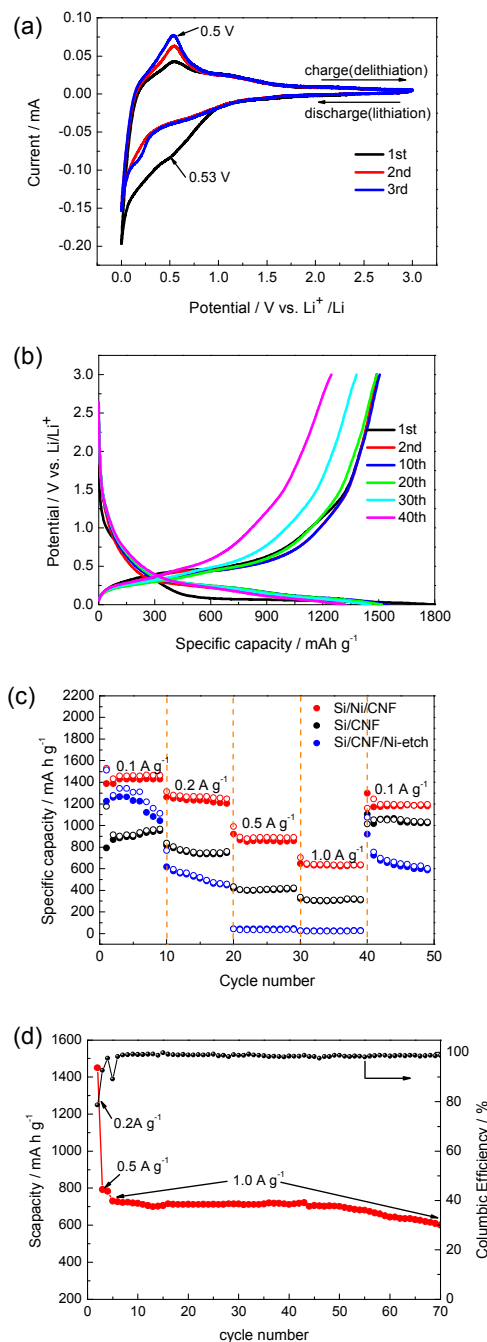 (a)
0.10
0.05
0.00
-0.05
-0.10
-0.15
-0.20
Current / mA
0.5 V
charge(delithiation)
discharge(lithiation)
0.53 V
1st
2nd
3rd
0.0 0.5 1.0 1.5 2.0 2.5 3.0
Potential / V vs. Li+ /Li
(b)
3.0
2.5
2.0
1.5
1.0
0.5
0.0
Potential / V vs. Li/Li+
1st
2nd
10th
20th
30th
40th
0 300 600 900 1200 1500 1800
Specific capacity / mAh g-1
(c)
2200
2000
1800
1600
1400
1200
1000
800
600
400
200
0
Specific capacity / mA h g-1
Si/Ni/CNF
Si/CNF
Si/CNF/Ni-etch
0.1 A g-1
0.2 A g-1
0.5 A g-1
1.0 A g-1
0.1 A g-1
0 10 20 30 40 50
Cycle number
(d)
1600
1400
1200
1000
800
600
400
200
Scapacity / mA h g-1
0.2A g-1
0.5 A g-1
1.0 A g-1
100
80
60
40
20
0
Columbic Efficiency / %
0 10 20 30 40 50 60 70
cycle number